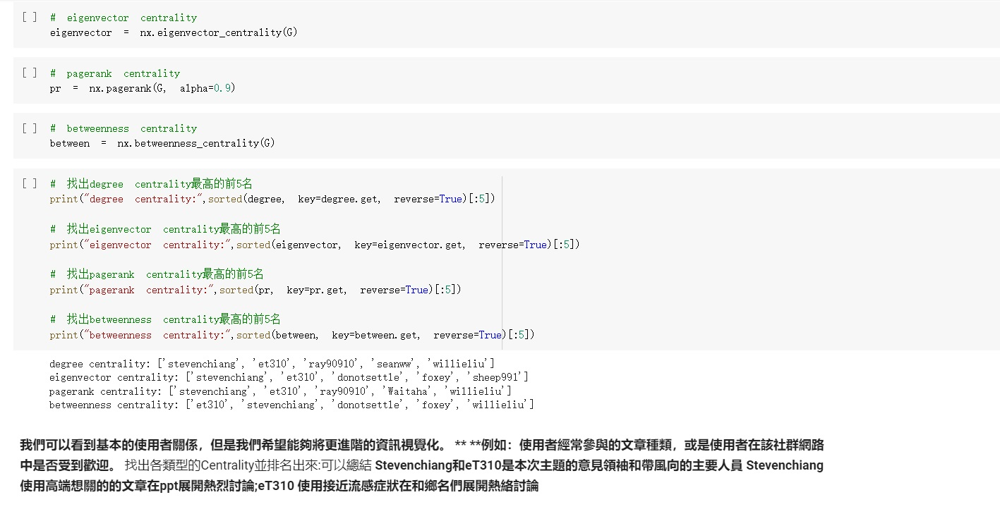 [ ] # eigenvector centrality
eigenvector = nx.eigenvector_centrality(G)
[ ] # pagerank centrality
pr = nx.pagerank(G, alpha=0.9)
[ ] # betweenness centrality
between = nx.betweenness_centrality(G)
[ ] # 找出degree centrality最高的前5名
print("degree centrality:",sorted(degree, key=degree.get, reverse=True)[:5])
# 找出eigenvector centrality最高的前5名
print("eigenvector centrality:",sorted(eigenvector, key=eigenvector.get, reverse=True)[:5])
# 找出pagerank centrality最高的前5名
print("pagerank centrality:",sorted(pr, key=pr.get, reverse=True)[:5])
# 找出betweenness centrality最高的前5名
print("betweenness centrality:",sorted(between, key=between.get, reverse=True)[:5])
degree centrality: ['stevenchiang', 'et310', 'ray90910', 'seanww', 'willieliu']
eigenvector centrality: ['stevenchiang', 'et310', 'donotsettle', 'foxey', 'sheep991']
pagerank centrality: ['stevenchiang', 'et310', 'ray90910', 'Waitaha', 'willieliu']
betweenness centrality: ['et310', 'stevenchiang', 'donotsettle', 'foxey', 'willieliu']
我們可以看到基本的使用者關係，但是我們希望能夠將更進階的資訊視覺化。 ** **例如：使用者經常參與的文章種類，或是使用者在該社群網路
中是否受到歡迎。 找出各類型的Centrality並排名出來:可以總結 Stevenchiang和eT310是本次主題的意見領袖和帶風向的主要人員 Stevenchiang
使用高端想關的的文章在ppt展開熱烈討論;eT310 使用接近流感症狀在和鄉名們展開熱絡討論